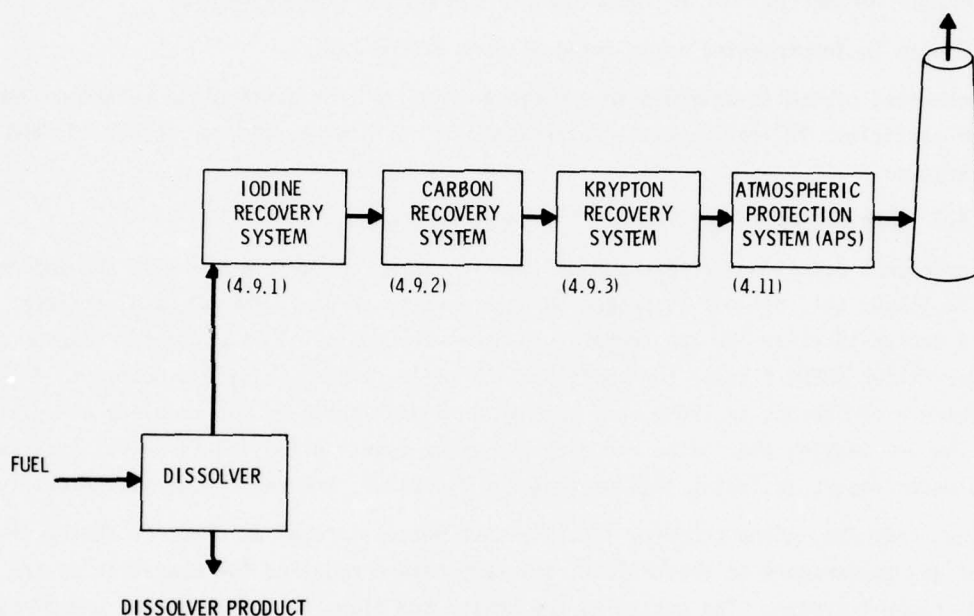 IODINE
RECOVERY
SYSTEM
CARBON
RECOVERY
SYSTEM
KRYPTON
RECOVERY
SYSTEM
ATMOSPHERIC
PROTECTION
SYSTEM (APS)
(4.9.1)
(4.9.2)
(4.9.3)
(4.11)
FUEL
DISSOLVER
DISSOLVER PRODUCT